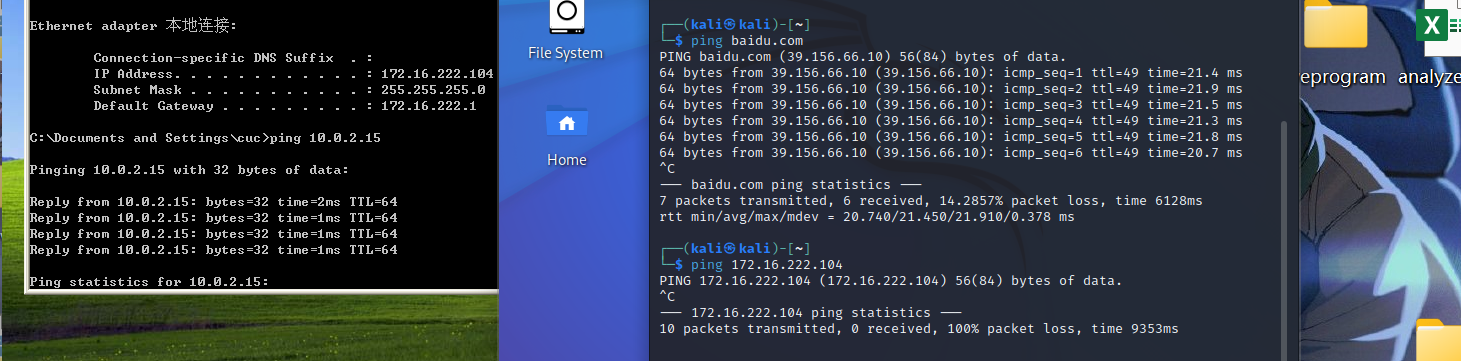 Ethernet adapter 本地连接:
Connection-specific DNS Suffix  . :
IP Address. . . . . . . . . . . . : 172.16.222.104
Subnet Mask . . . . . . . . . . . : 255.255.255.0
Default Gateway . . . . . . . . . : 172.16.222.1
C:\Documents and Settings\cuc>ping 10.0.2.15
Pinging 10.0.2.15 with 32 bytes of data:
Reply from 10.0.2.15: bytes=32 time=2ms TTL=64
Reply from 10.0.2.15: bytes=32 time=1ms TTL=64
Reply from 10.0.2.15: bytes=32 time=1ms TTL=64
Reply from 10.0.2.15: bytes=32 time=1ms TTL=64
Ping statistics for 10.0.2.15:
File System
Home
┌──(kali㉿kali)-[~]
└─$ ping baidu.com
PING baidu.com (39.156.66.10) 56(84) bytes of data.
64 bytes from 39.156.66.10 (39.156.66.10): icmp_seq=1 ttl=49 time=21.4 ms
64 bytes from 39.156.66.10 (39.156.66.10): icmp_seq=2 ttl=49 time=21.9 ms
64 bytes from 39.156.66.10 (39.156.66.10): icmp_seq=3 ttl=49 time=21.5 ms
64 bytes from 39.156.66.10 (39.156.66.10): icmp_seq=4 ttl=49 time=21.3 ms
64 bytes from 39.156.66.10 (39.156.66.10): icmp_seq=5 ttl=49 time=21.8 ms
64 bytes from 39.156.66.10 (39.156.66.10): icmp_seq=6 ttl=49 time=20.7 ms
^C
--- baidu.com ping statistics ---
7 packets transmitted, 6 received, 14.2857% packet loss, time 6128ms
rtt min/avg/max/mdev = 20.740/21.450/21.910/0.378 ms
┌──(kali㉿kali)-[~]
└─$ ping 172.16.222.104
PING 172.16.222.104 (172.16.222.104) 56(84) bytes of data.
^C
--- 172.16.222.104 ping statistics ---
10 packets transmitted, 0 received, 100% packet loss, time 9353ms
eprogram
analyze